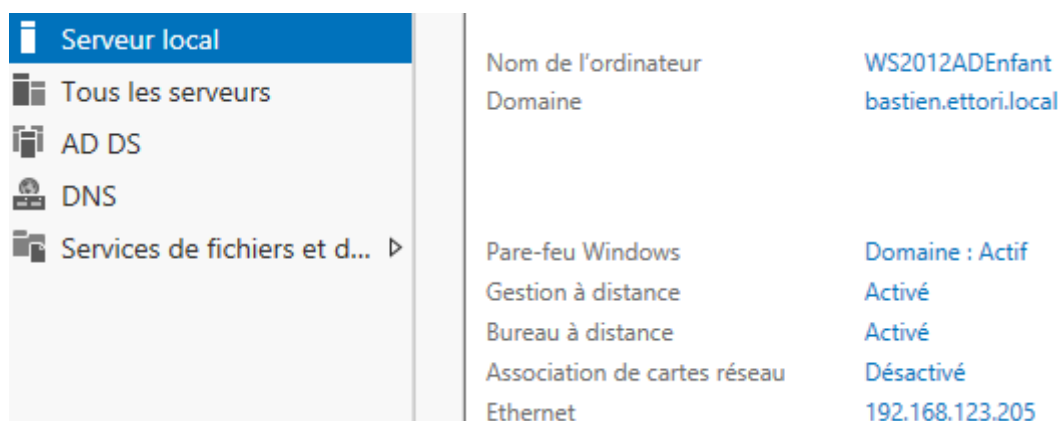 Serveur local
Tous les serveurs
AD DS
DNS
Services de fichiers et d...
Nom de l'ordinateur WS2012ADEnfant
Domaine bastien.ettori.local
Pare-feu Windows Domaine : Actif
Gestion à distance Activé
Bureau à distance Activé
Association de cartes réseau Désactivé
Ethernet 192.168.123.205